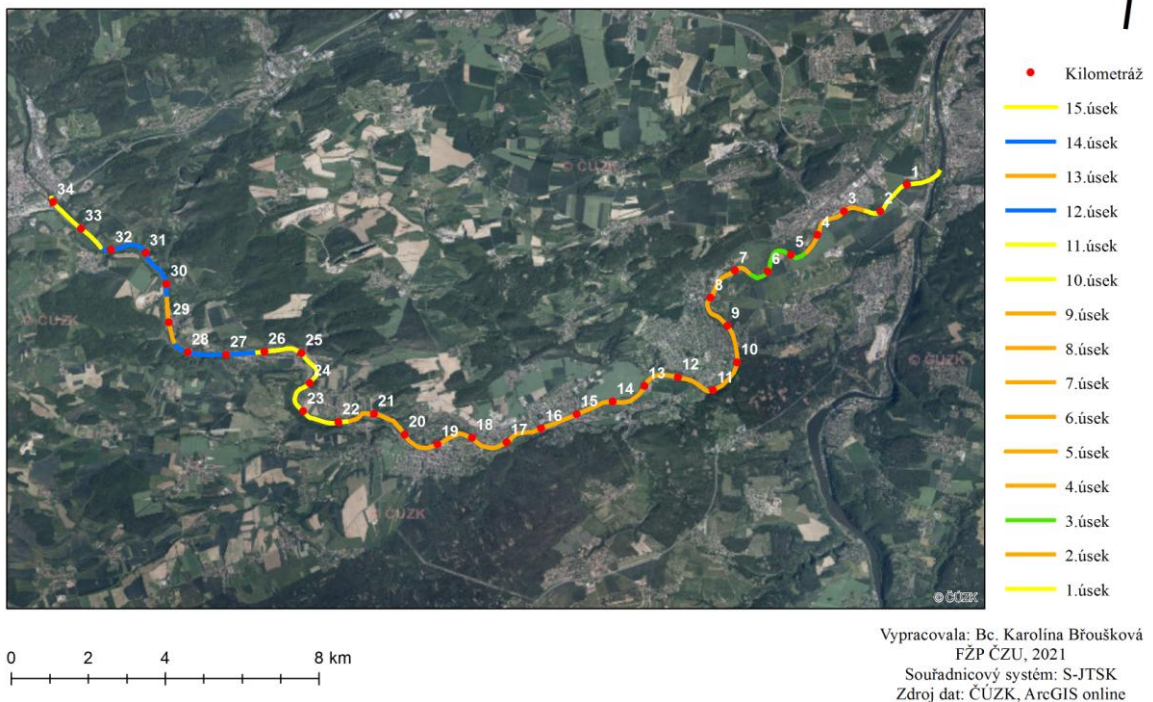 Kilometráž
15.úsek
14.úsek
13.úsek
12.úsek
11.úsek
10.úsek
9.úsek
8.úsek
7.úsek
6.úsek
5.úsek
4.úsek
3.úsek
2.úsek
1.úsek
© ČÚZK
1
2
3
4
5
6
7
8
9
10
11
12
13
14
15
16
17
18
19
20
21
22
23
24
25
26
27
28
29
30
31
32
33
34
© ČÚZK
© ČÚZK
© ČÚZK
© ČÚZK
0 2 4 8 km
Vypracovala: Bc. Karolína Břoušková
FŽP ČZU, 2021
Souřadnicový systém: S-JTSK
Zdroj dat: ČÚZK, ArcGIS online